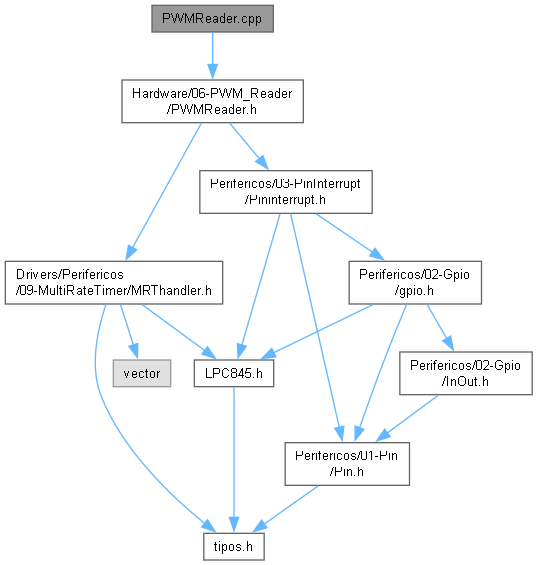 PWMReader.cpp
Hardware/06-PWM_Reader
/PWMReader.h
Perifericos/03-PinInterrupt
/PinInterrupt.h
Drivers/Perifericos
/09-MultiRateTimer/MRThandler.h
Perifericos/02-Gpio
/gpio.h
vector
LPC845.h
Perifericos/02-Gpio
/InOut.h
Perifericos/01-Pin
/Pin.h
tipos.h